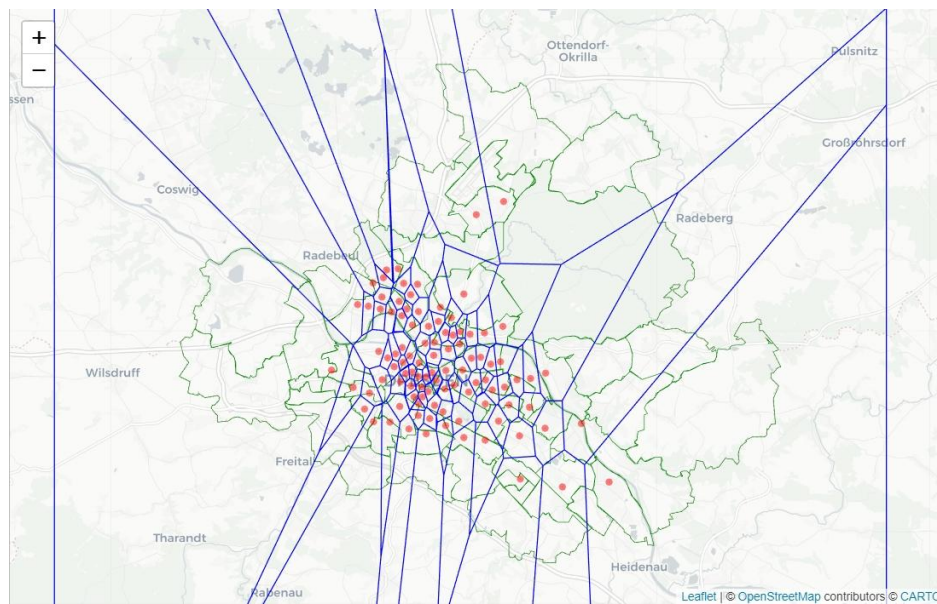 +
−
Ottendorf-
Okrilla
Pulsnitz
ssen
Großröhrsdorf
Coswig
Radeberg
Radebeul
Wilsdruff
Freital
Tharandt
Heidenau
Rabenau
Leaflet | © OpenStreetMap contributors © CARTO